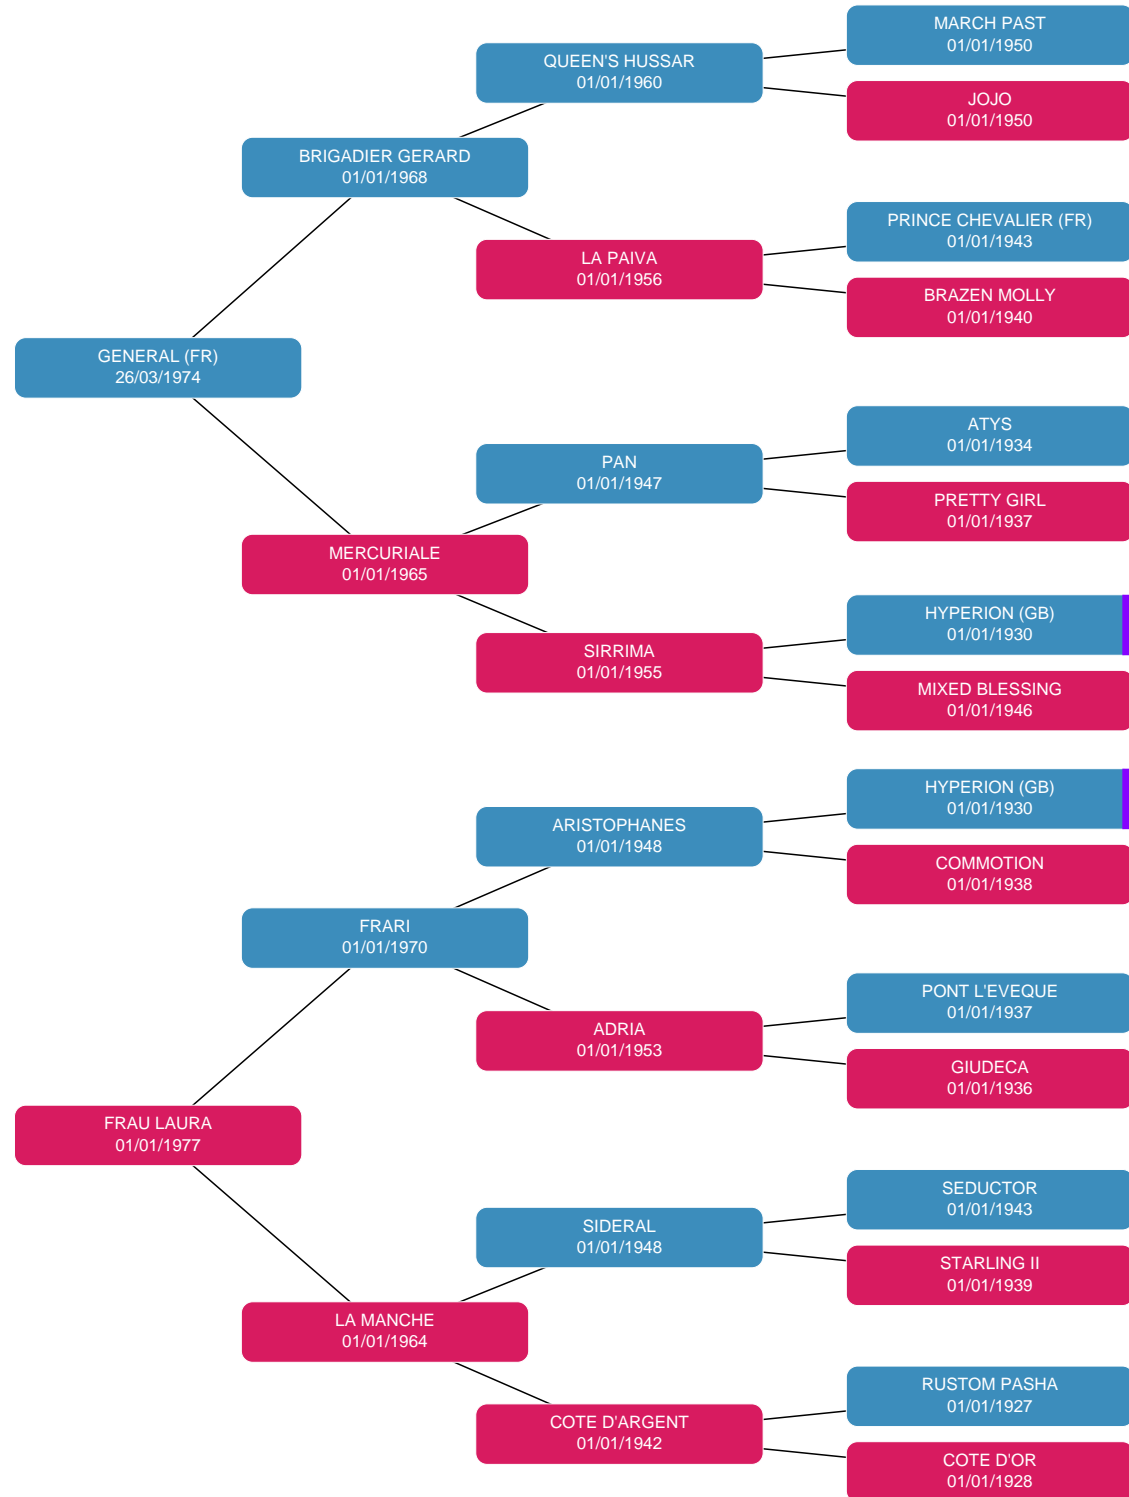 MARCH PAST
01/01/1950
QUEEN'S HUSSAR
01/01/1960
JOJO
01/01/1950
BRIGADIER GERARD
01/01/1968
PRINCE CHEVALIER (FR)
01/01/1943
LA PAIVA
01/01/1956
BRAZEN MOLLY
01/01/1940
GENERAL (FR)
26/03/1974
ATYS
01/01/1934
PAN
01/01/1947
PRETTY GIRL
01/01/1937
MERCURIALE
01/01/1965
HYPERION (GB)
01/01/1930
SIRRIMA
01/01/1955
MIXED BLESSING
01/01/1946
HYPERION (GB)
01/01/1930
ARISTOPHANES
01/01/1948
COMMOTION
01/01/1938
FRARI
01/01/1970
PONT L'EVEQUE
01/01/1937
ADRIA
01/01/1953
GIUDECA
01/01/1936
FRAU LAURA
01/01/1977
SEDUCTOR
01/01/1943
SIDERAL
01/01/1948
STARLING II
01/01/1939
LA MANCHE
01/01/1964
RUSTOM PASHA
01/01/1927
COTE D'ARGENT
01/01/1942
COTE D'OR
01/01/1928